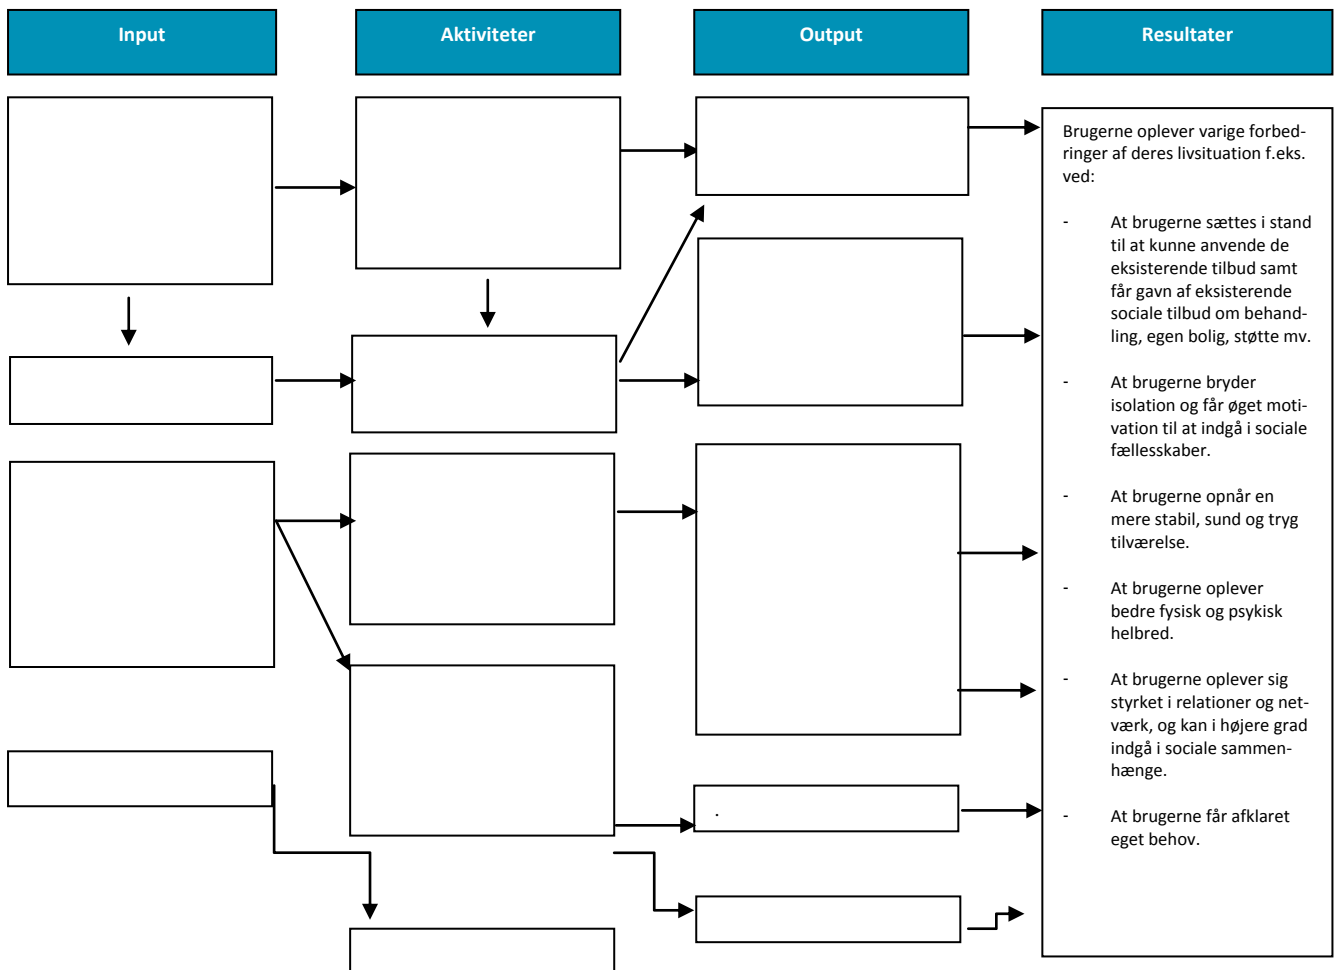 Input
Aktiviteter
Output
Resultater
Brugerne oplever varige forbed-
ringer af deres livsituation f.eks.
ved:
- At brugerne sættes i stand
til at kunne anvende de
eksisterende tilbud samt
får gavn af eksisterende
sociale tilbud om behand-
ling, egen bolig, støtte mv.
- At brugerne bryder
isolation og får øget moti-
vation til at indgå i sociale
fællesskaber.
- At brugerne opnår en
mere stabil, sund og tryg
tilværelse.
- At brugerne oplever
bedre fysisk og psykisk
helbred.
- At brugerne oplever sig
styrket i relationer og net-
værk, og kan i højere grad
indgå i sociale sammen-
hænge.
.
- At brugerne får afklaret
eget behov.